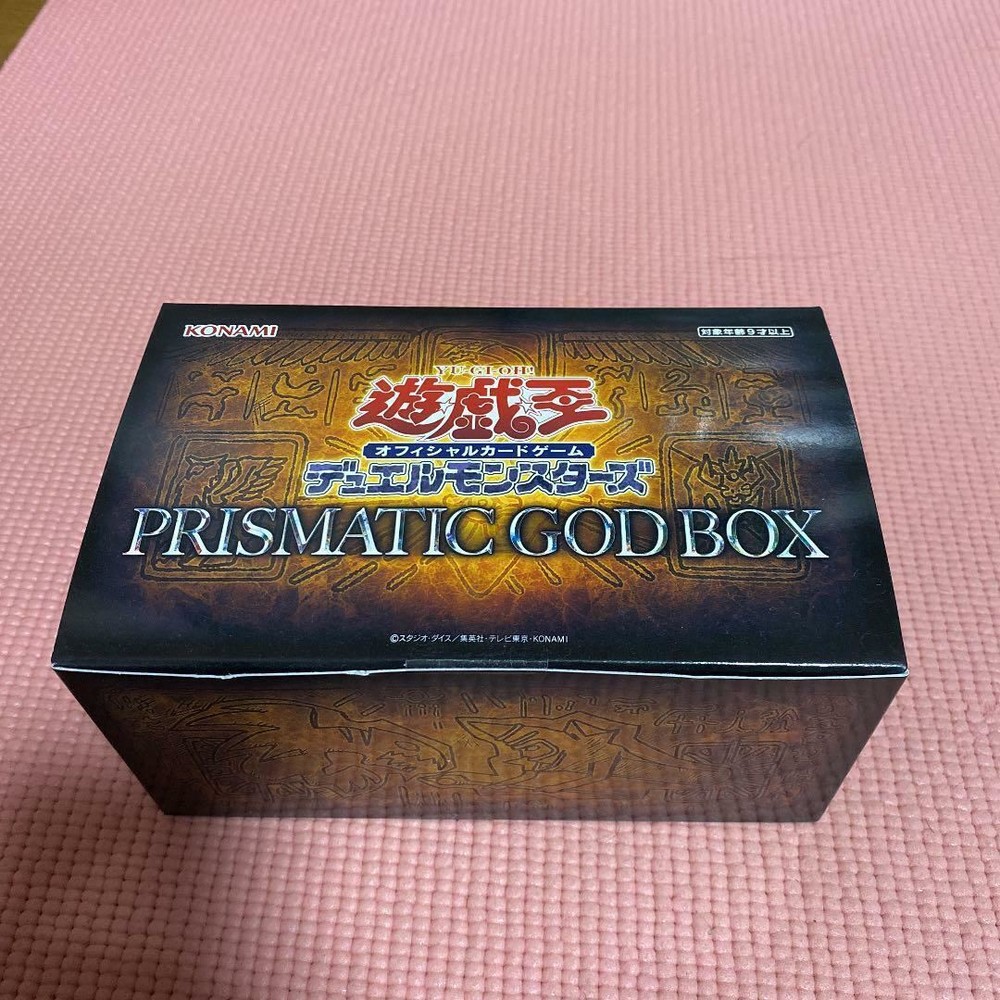 KONAMI
対象年齢9才以上
YU-GI-OH!
遊戯王
オフィシャルカードゲーム
デュエルモンスターズ
PRISMATIC GOD BOX
©スタジオ・ダイス/集英社・テレビ東京・KONAMI